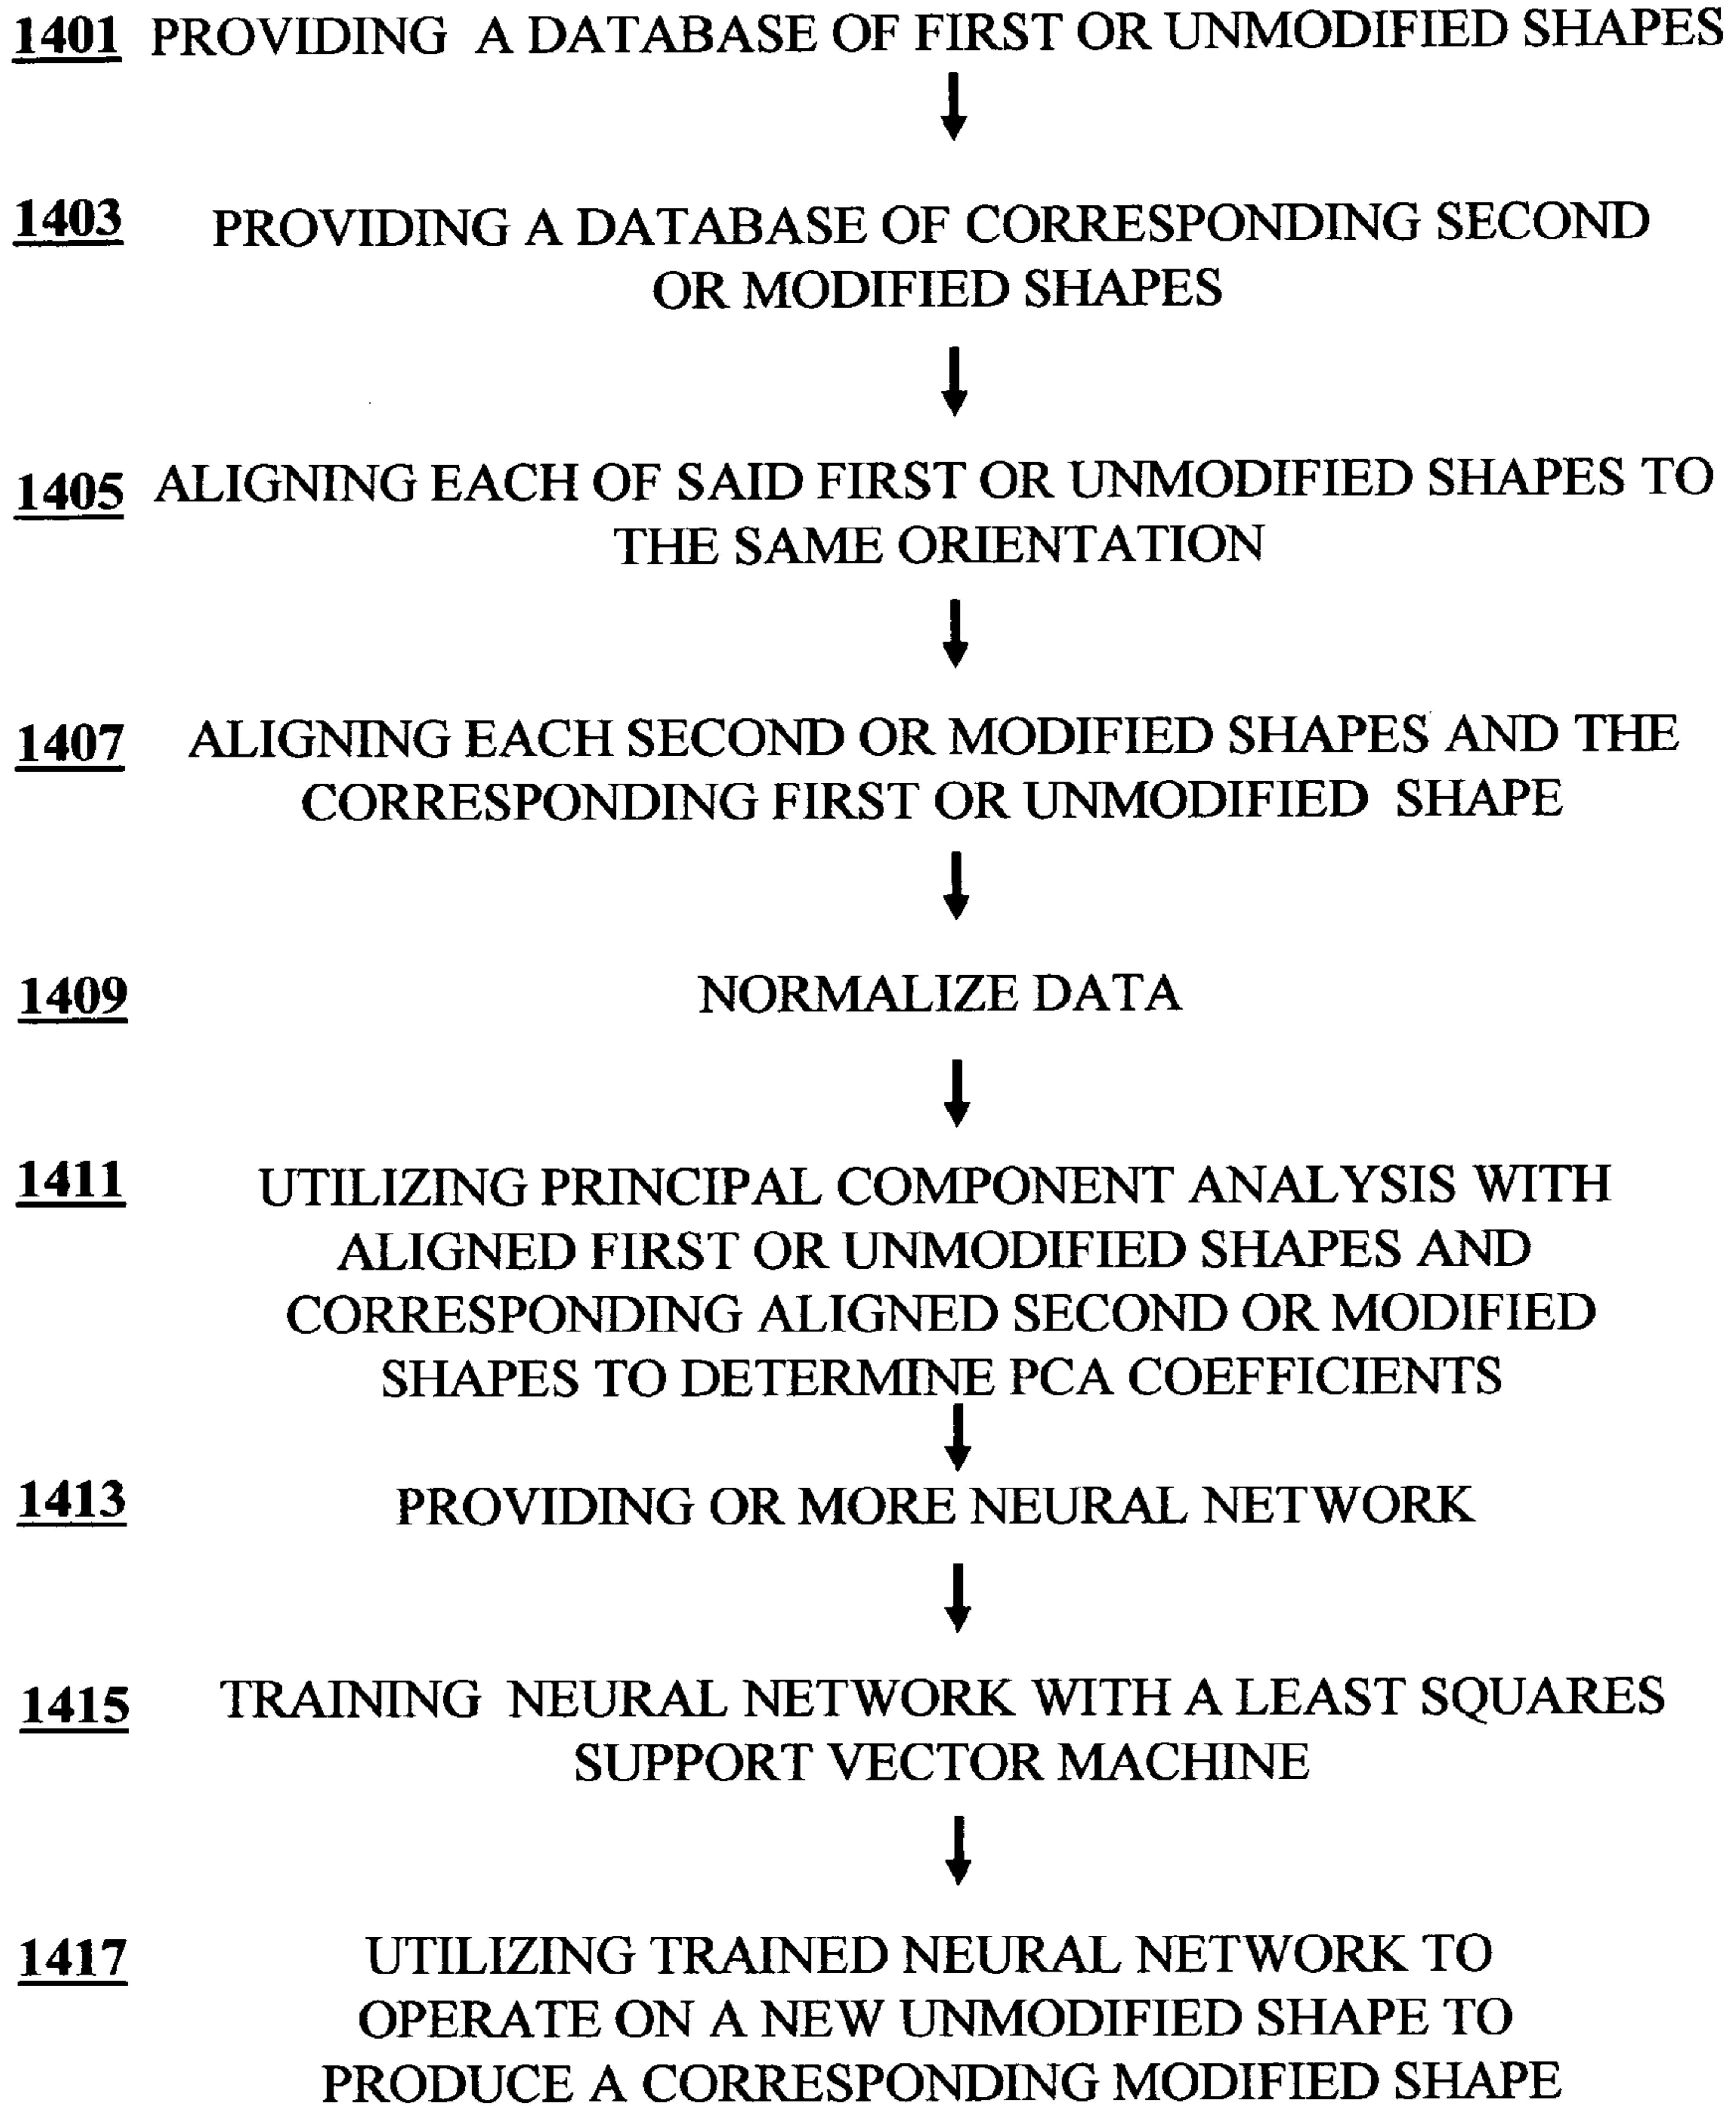 1401 PROVIDING A DATABASE OF FIRST OR UNMODIFIED SHAPES
1403 PROVIDING A DATABASE OF CORRESPONDING SECOND
OR MODIFIED SHAPES
1405 ALIGNING EACH OF SAID FIRST OR UNMODIFIED SHAPES TO
THE SAME ORIENTATION
1407 ALIGNING EACH SECOND OR MODIFIED SHAPES AND THE
CORRESPONDING FIRST OR UNMODIFIED SHAPE
1409 NORMALIZE DATA
1411 UTILIZING PRINCIPAL COMPONENT ANALYSIS WITH
ALIGNED FIRST OR UNMODIFIED SHAPES AND
CORRESPONDING ALIGNED SECOND OR MODIFIED
SHAPES TO DETERMINE PCA COEFFICIENTS
1413 PROVIDING OR MORE NEURAL NETWORK
1415 TRAINING NEURAL NETWORK WITH A LEAST SQUARES
SUPPORT VECTOR MACHINE
1417 UTILIZING TRAINED NEURAL NETWORK TO
OPERATE ON A NEW UNMODIFIED SHAPE TO
PRODUCE A CORRESPONDING MODIFIED SHAPE